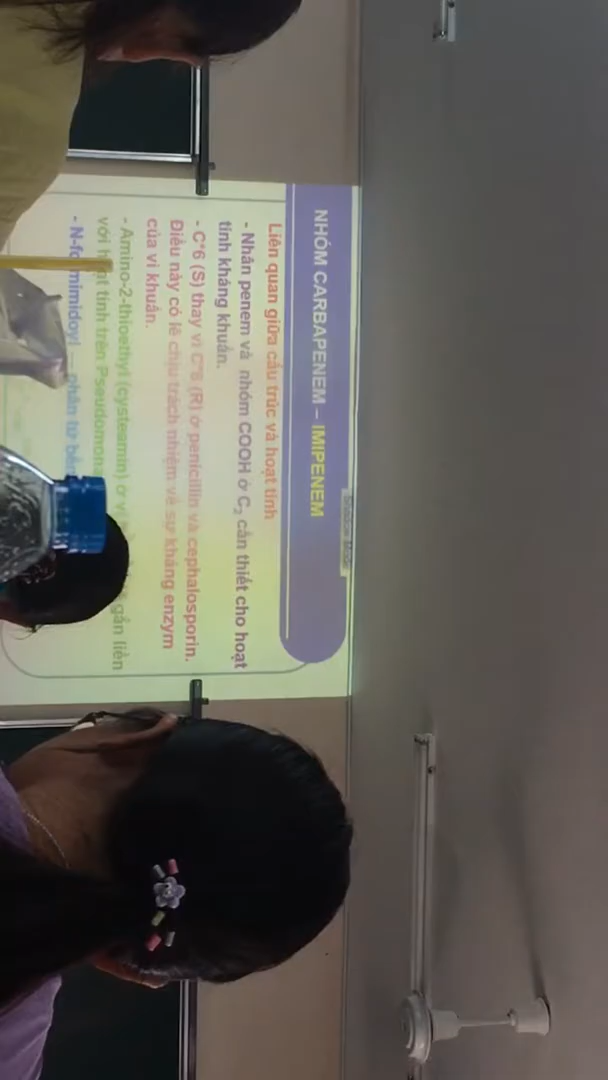 NHÓM CARBAPENEM – IMIPENEM
Liên quan giữa cấu trúc và hoạt tính
- Nhân penem và nhóm COOH ở C₂ cần thiết cho hoạt
tính kháng khuẩn.
- C*6 (S) thay vì C*6 (R) ở penicillin và cephalosporin.
Điều này có lẽ chịu trách nhiệm về sự kháng enzym
của vi khuẩn.
- Amino-2-thioethyl (cysteamin) ở gắn liền
với tính trên